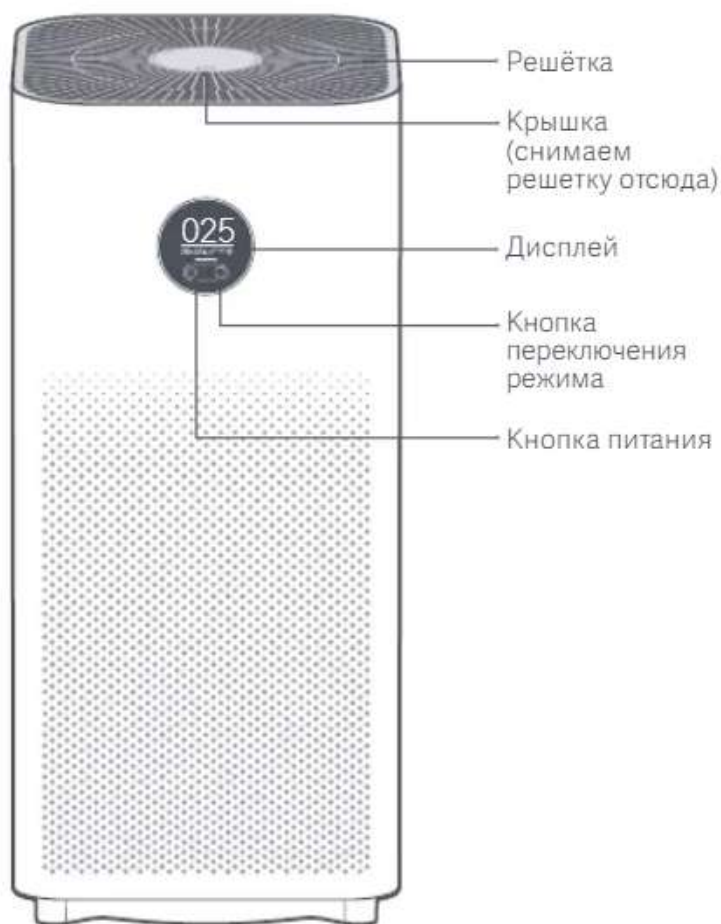 Решётка
Крышка
(снимаем
решетку отсюда)
025
Дисплей
Кнопка
переключения
режима
Кнопка питания